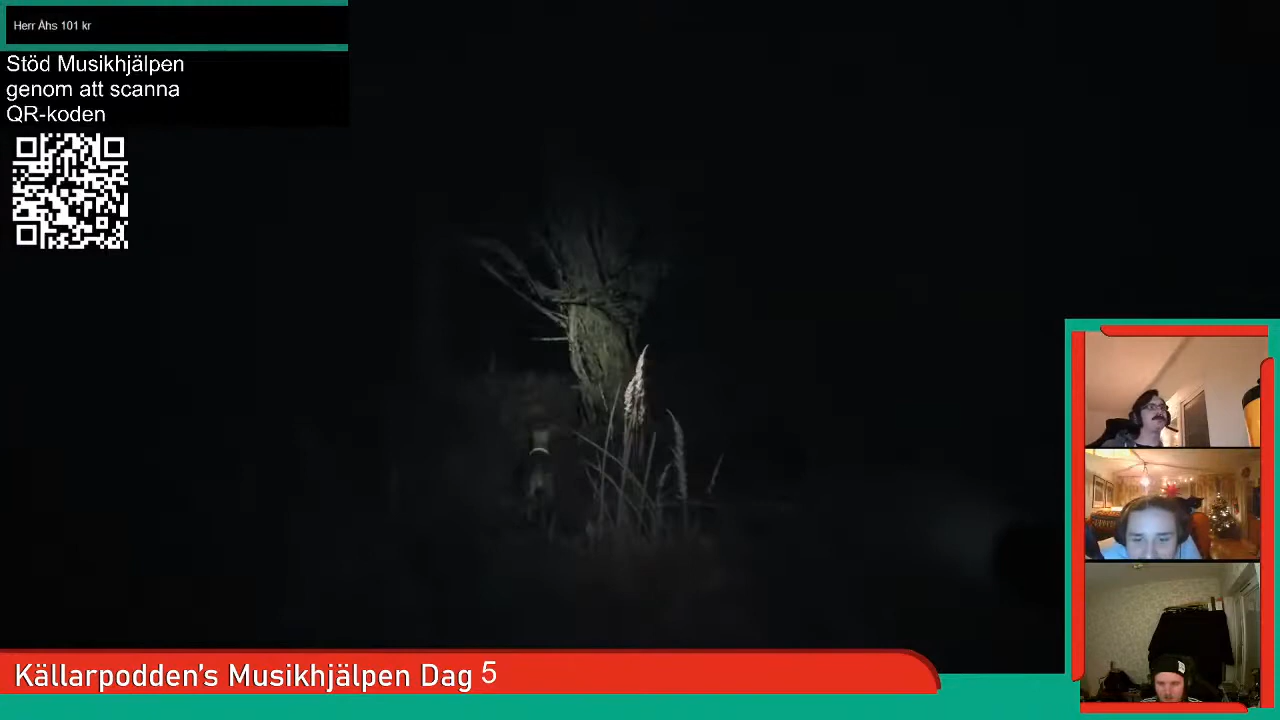 Herr Åhs 101 kr
Stöd Musikhjälpen
genom att scanna
QR-koden
Källarpodden's Musikhjälpen Dag 5